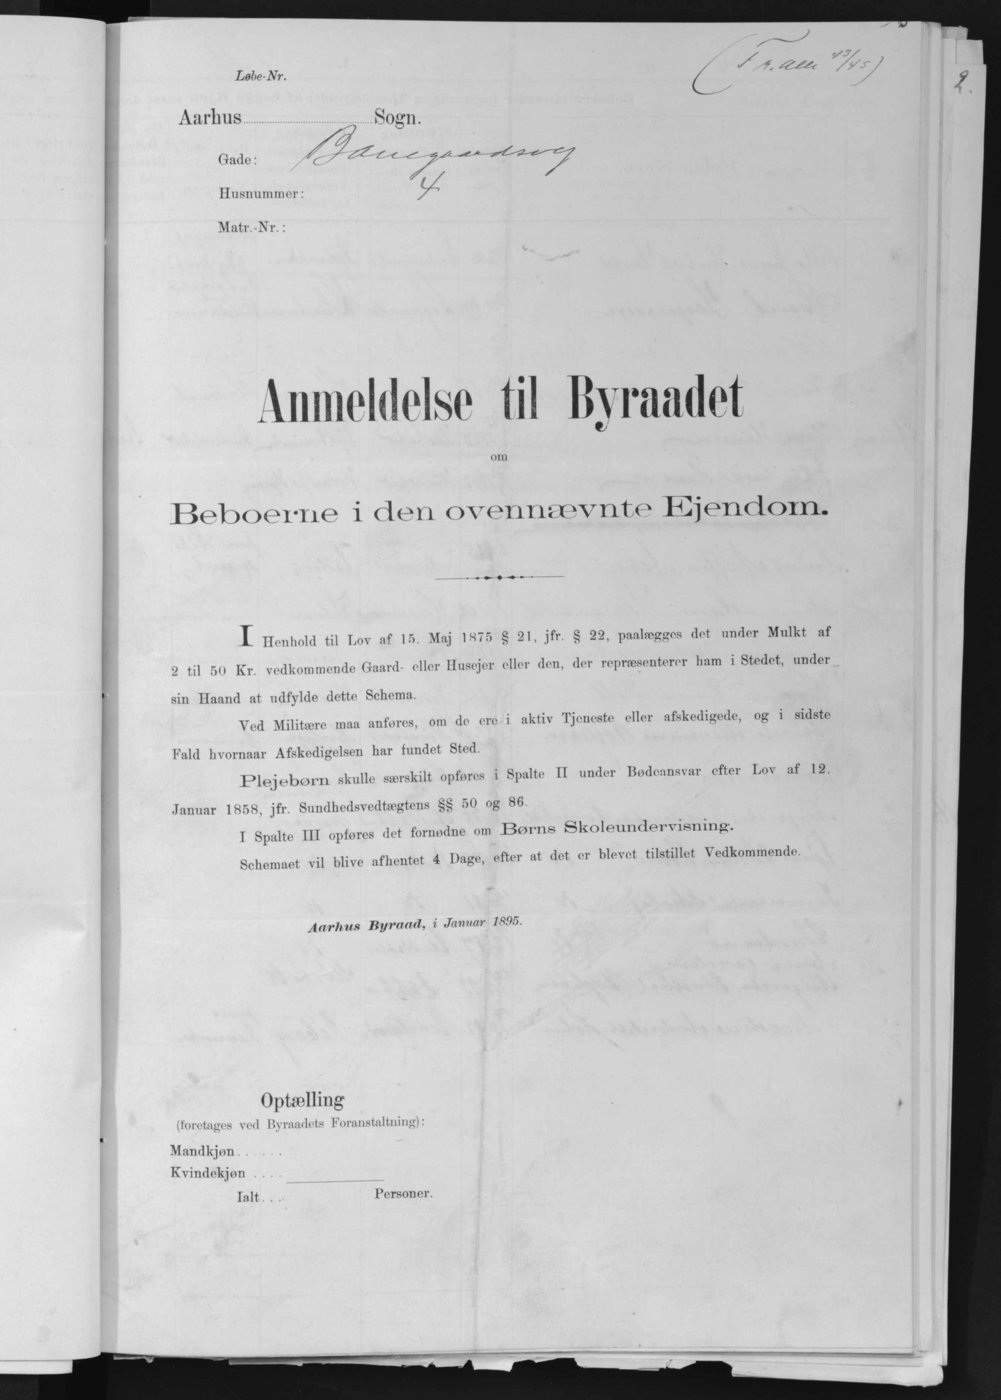 (Fr. alle 43/45)
2.
Løbe-Nr.
Aarhus Sogn.
Gade: Banegaardsvej
Husnummer: 4
Matr.-Nr.:
Anmeldelse til Byraadet
om
Beboerne i den ovennævnte Ejendom.
I Henhold til Lov af 15. Maj 1875 § 21, jfr. § 22, paalægges det under Mulkt af
2 til 50 Kr. vedkommende Gaard- eller Husejer eller den, der repræsenterer ham i Stedet, under
sin Haand at udfylde dette Schema.
Ved Militære maa anføres, om de ere i aktiv Tjeneste eller afskedigede, og i sidste
Fald hvornaar Afskedigelsen har fundet Sted.
Plejebørn skulle særskilt opføres i Spalte II under Bødeansvar efter Lov af 12.
Januar 1858, jfr. Sundhedsvedtægtens §§ 50 og 86.
I Spalte III opføres det fornødne om Børns Skoleundervisning.
Schemaet vil blive afhentet 4 Dage, efter at det er blevet tilstillet Vedkommende.
Aarhus Byraad, i Januar 1895.
Optælling
(foretages ved Byraadets Foranstaltning):
Mandkjøn......
Kvindekjøn....
Ialt... Personer.